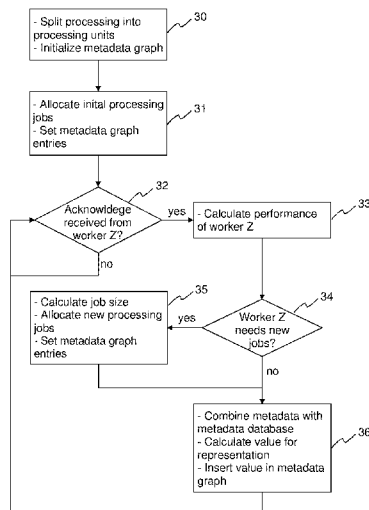 - Split processing into
processing units
- Initialize metadata graph
30
- Allocate inital processing
jobs
- Set metadata graph
entries
31
32
Acknowldege
received from
worker Z?
yes
no
- Calculate performance
of worker Z
33
34
Worker Z
needs new
jobs?
yes
no
35
- Calculate job size
- Allocate new processing
jobs
- Set metadata graph
entries
- Combine metadata with
metadata database
- Calculate value for
representation
- Insert value in metadata
graph
36